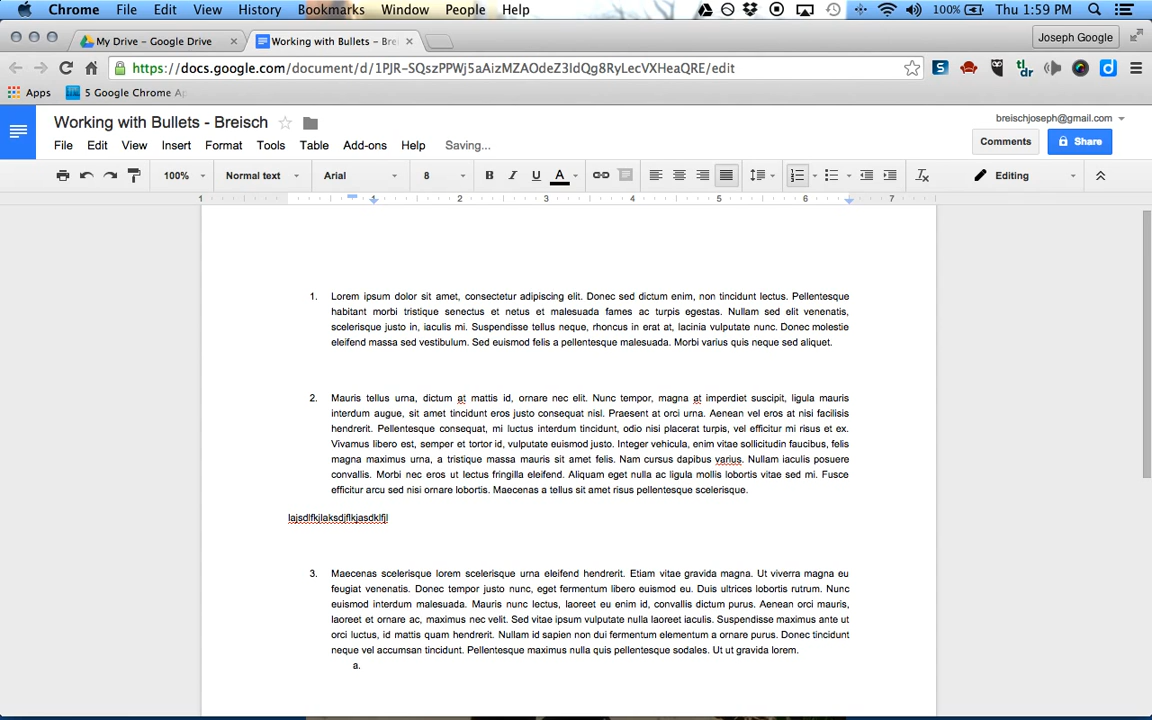 Chrome File Edit View History Bookmarks Window People Help 100% Thu 1:59 PM
My Drive - Google Drive Working with Bullets - Brei Joseph Google
https://docs.google.com/document/d/1PJR-SQszPPWj5aAizMZAOdeZ3IdQg8RyLecVXHeaQRE/edit
Apps 5 Google Chrome Ap
Working with Bullets - Breisch breischjoseph@gmail.com
File Edit View Insert Format Tools Table Add-ons Help Saving... Comments Share
100% Normal text Arial 8 B I U A Editing
1 1 2 3 4 5 6 7
1. Lorem ipsum dolor sit amet, consectetur adipiscing elit. Donec sed dictum enim, non tincidunt lectus. Pellentesque
habitant morbi tristique senectus et netus et malesuada fames ac turpis egestas. Nullam sed elit venenatis,
scelerisque justo in, iaculis mi. Suspendisse tellus neque, rhoncus in erat at, lacinia vulputate nunc. Donec molestie
eleifend massa sed vestibulum. Sed euismod felis a pellentesque malesuada. Morbi varius quis neque sed aliquet.
2. Mauris tellus urna, dictum at mattis id, ornare nec elit. Nunc tempor, magna at imperdiet suscipit, ligula mauris
interdum augue, sit amet tincidunt eros justo consequat nisl. Praesent at orci urna. Aenean vel eros at nisi facilisis
hendrerit. Pellentesque consequat, mi luctus interdum tincidunt, odio nisi placerat turpis, vel efficitur mi risus et ex.
Vivamus libero est, semper et tortor id, vulputate euismod justo. Integer vehicula, enim vitae sollicitudin faucibus, felis
magna maximus urna, a tristique massa mauris sit amet felis. Nam cursus dapibus varius. Nullam iaculis posuere
convallis. Morbi nec eros ut lectus fringilla eleifend. Aliquam eget nulla ac ligula mollis lobortis vitae sed mi. Fusce
efficitur arcu sed nisi ornare lobortis. Maecenas a tellus sit amet risus pellentesque scelerisque.
lajsdlfkjlaksdjflkjasdklfjl
3. Maecenas scelerisque lorem scelerisque urna eleifend hendrerit. Etiam vitae gravida magna. Ut viverra magna eu
feugiat venenatis. Donec tempor justo nunc, eget fermentum libero euismod eu. Duis ultrices lobortis rutrum. Nunc
euismod interdum malesuada. Mauris nunc lectus, laoreet eu enim id, convallis dictum purus. Aenean orci mauris,
laoreet et ornare ac, maximus nec velit. Sed vitae ipsum vulputate nulla laoreet iaculis. Suspendisse maximus ante ut
orci luctus, id mattis quam hendrerit. Nullam id sapien non dui fermentum elementum a ornare purus. Donec tincidunt
neque vel accumsan tincidunt. Pellentesque maximus nulla quis pellentesque sodales. Ut ut gravida lorem.
a.